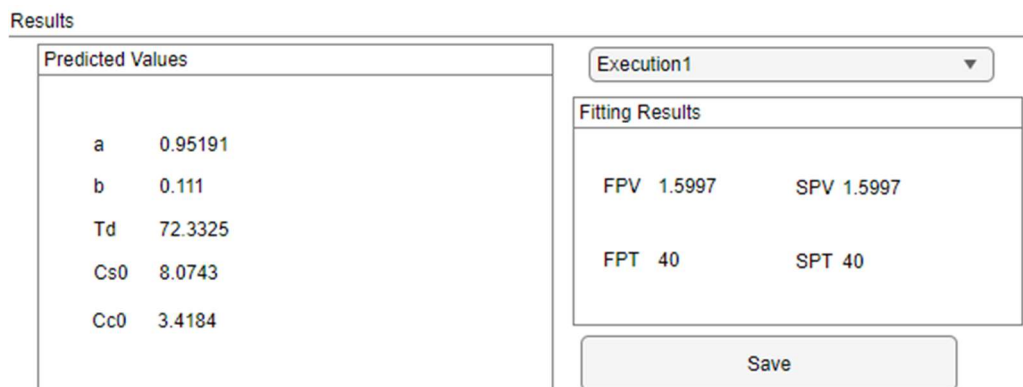 Results
Predicted Values
a 0.95191
b 0.111
Td 72.3325
Cs0 8.0743
Cc0 3.4184
Execution1
Fitting Results
FPV 1.5997 SPV 1.5997
FPT 40 SPT 40
Save